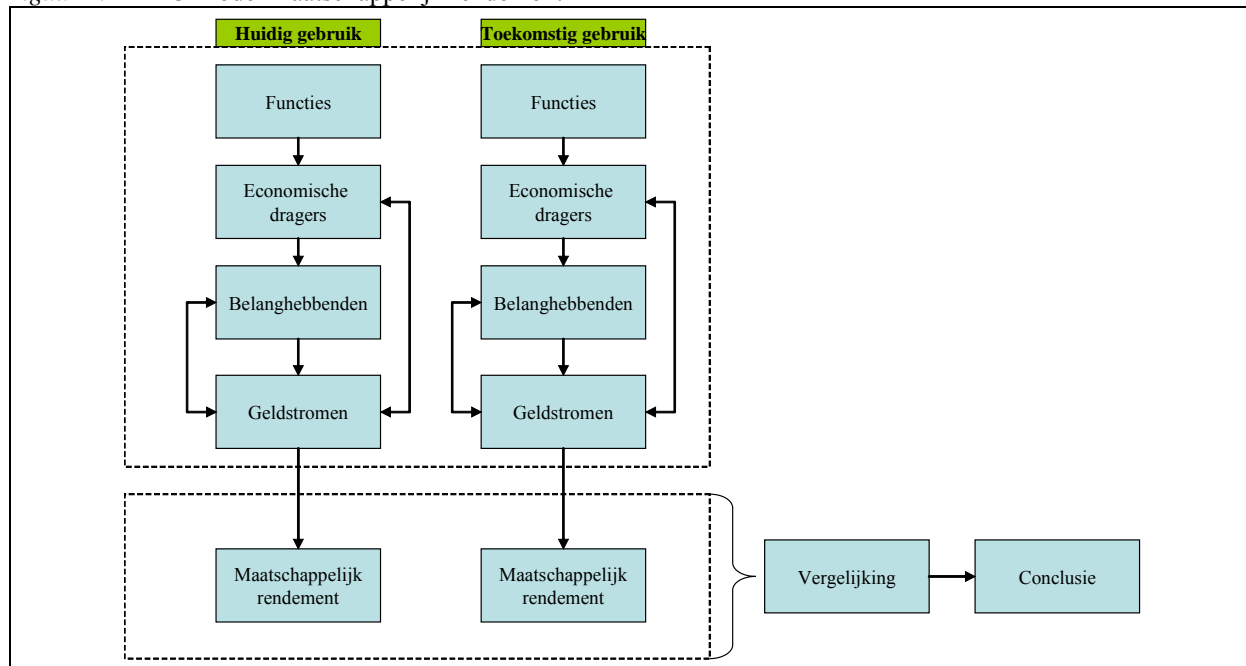 Huidig gebruik
Toekomstig gebruik
Functies
Functies
Economische
dragers
Economische
dragers
Belanghebbenden
Belanghebbenden
Geldstromen
Geldstromen
Maatschappelijk
rendement
Maatschappelijk
rendement
Vergelijking
Conclusie